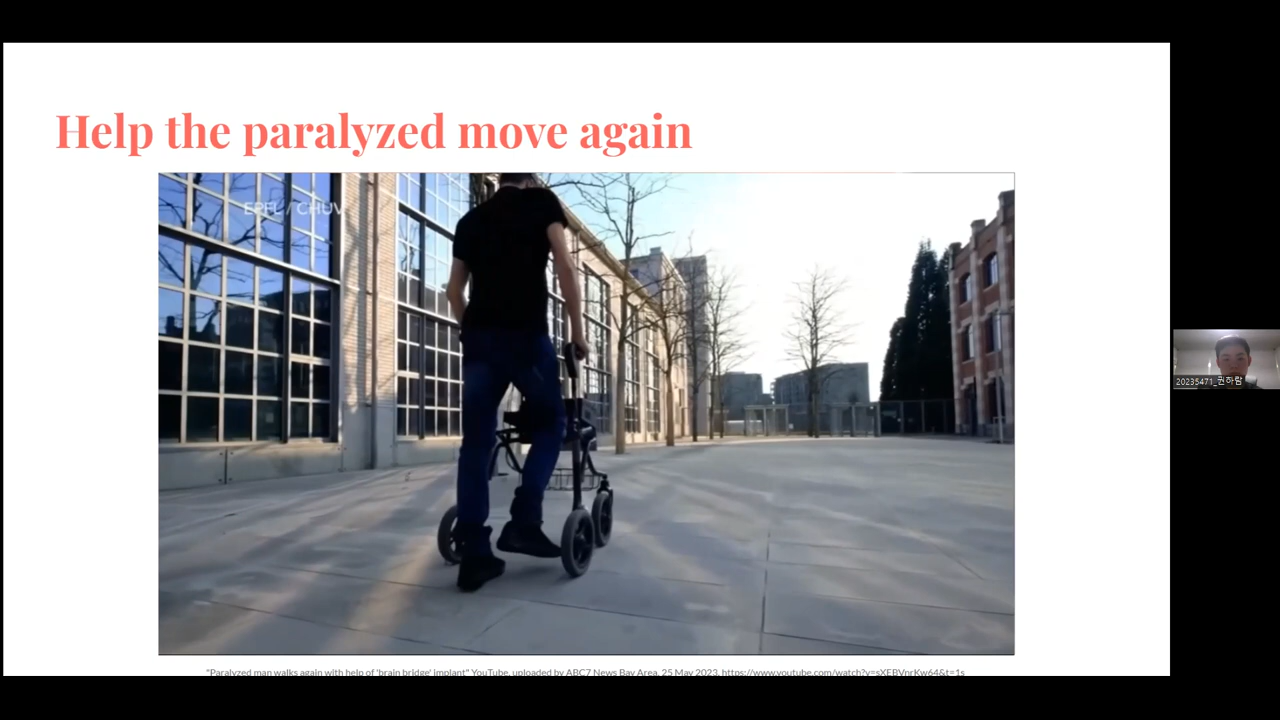 Help the paralyzed move again
EPFL / CHUV
20235471_권하람
"Paralyzed man walks again with help of 'brain bridge' implant" YouTube, uploaded by ABC7 News Bay Area, 25 May 2023, https://www.youtube.com/watch?v=sXEBVnrKw64&t=1s